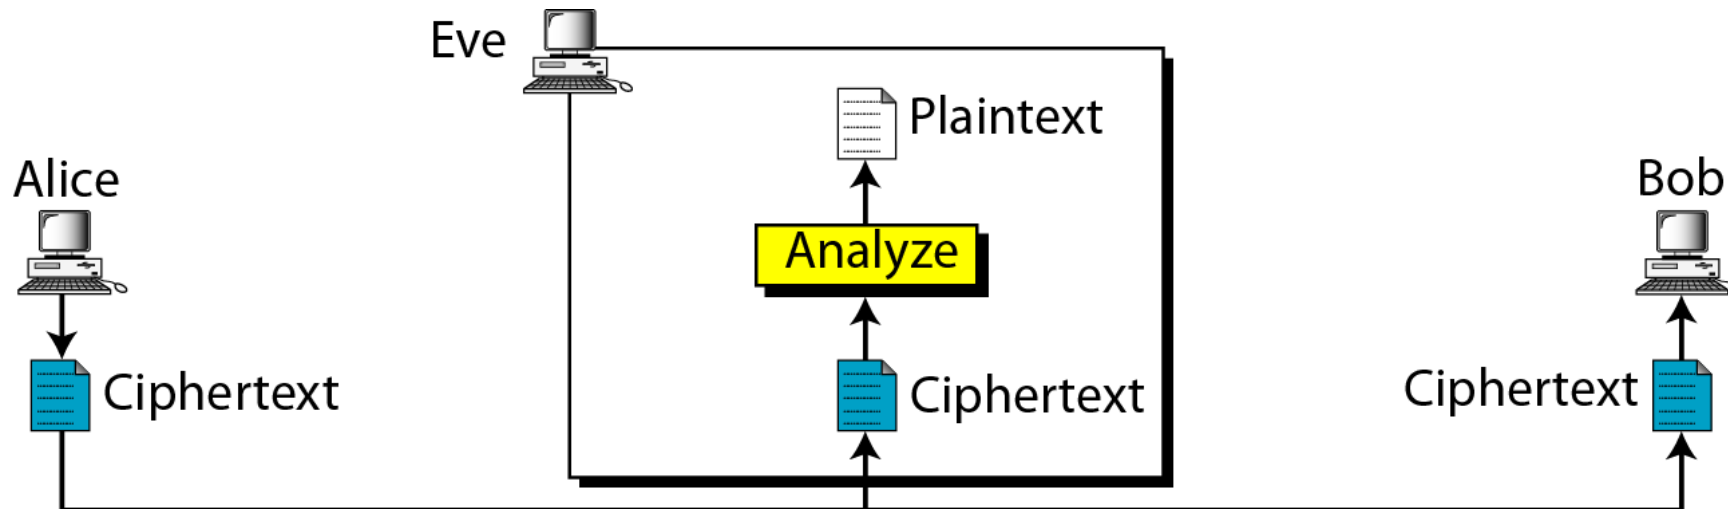 Eve
Plaintext
Alice
Bob
Analyze
Ciphertext
Ciphertext
Ciphertext